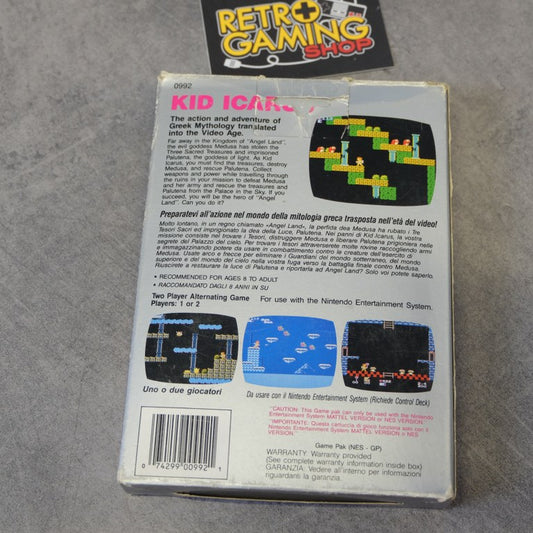 RETRO
GAMING
SHOP
0992
KID ICARUS
The action and adventure of
Greek Mythology translated
into the Video Age.
Far away in the Kingdom of "Angel Land",
the evil goddess Medusa has stolen the
Three Sacred Treasures and imprisoned
Palutena, the goddess of light. As Kid
Icarus, you must find the treasures, destroy
Medusa, and rescue Palutena. Collect
weapons and power while travelling through
the ruins in your mission to defeat Medusa
and her army and rescue the treasures and
Palutena from the Palace in the Sky. If you
succeed, you will be the hero of "Angel
Land". Can you do it?
Preparatevi all'azione nel mondo della mitologia greca trasposta nell'età del video!
Molto lontano, in un regno chiamato «Angel Land», la perfida dea Medusa ha rubato i Tre
Tesori Sacri ed imprigionato la dea della Luce, Palutena. Nei panni di Kid Icarus, la vostra
missione consiste nel trovare i Tesori, distruggere Medusa e liberare Palutena prigioniera nelle
segrete del Palazzo del cielo. Per trovare i tesori attraverserete molte rovine raccogliendo armi
e immagazzinando potere da usare in combattimento contro le creature dell'esercito di
Medusa. Usate arco e frecce per eliminare i Guardiani del mondo sotterraneo, del mondo
superiore e del mondo del cielo nella vostra fuga verso la battaglia finale contro Medusa.
Riuscirete a restaurare la luce di Palutena e riportarla ad Angel Land? Solo voi potete saperlo.
• RECOMMENDED FOR AGES 8 TO ADULT
• RACCOMANDATO DAGLI 8 ANNI IN SU
Two Player Alternating Game
Players: 1 or 2
For use with the Nintendo Entertainment System.
Uno o due giocatori
Da usare con il Nintendo Entertainment System (Richiede Control Deck)
"CAUTION: This Game pak can only be used with the Nintendo
Entertainment System MATTEL VERSION or NES VERSION."
"IMPORTANTE: Questa cartuccia di gioco funziona solo con il
Nintendo Entertainment System MATTEL VERSION o NES
VERSION."
Game Pak (NES - GP)
WARRANTY: Warranty provided
(See complete warranty information inside box)
GARANZIA: Vedere all'interno per informazioni
riguardanti la garanzia.
0 74299 00992 1